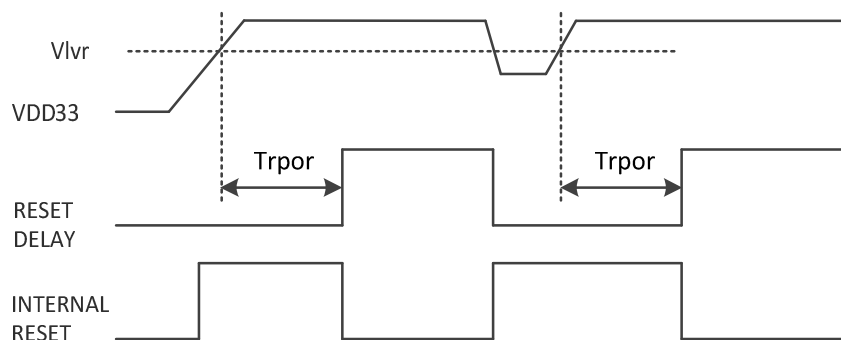 Vlvr
VDD33
Trpor
Trpor
RESET
DELAY
INTERNAL
RESET